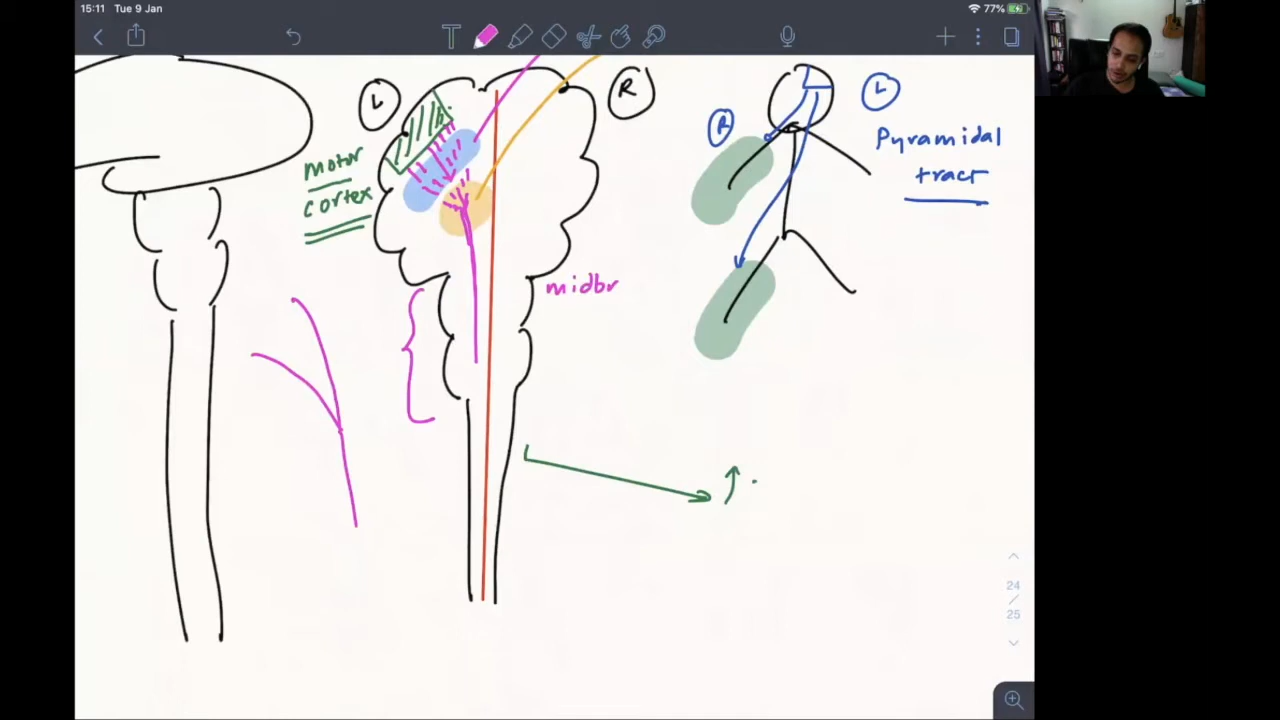 15:11 Tue 9 Jan
77%
T
L
R
motor
cortex
midbr
R
L
Pyramidal
tract
24
/
25